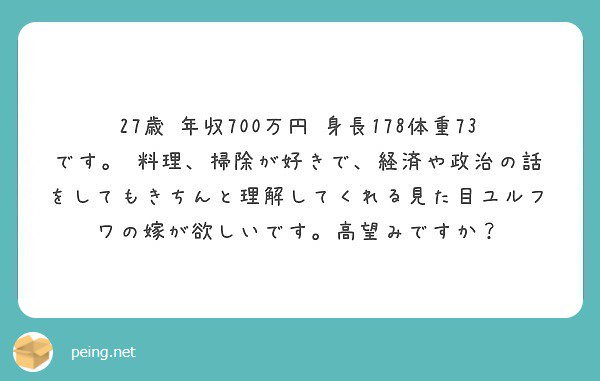 27歳 年収700万円 身長178体重73
です。 料理、掃除が好きで、経済や政治の話
をしてもきちんと理解してくれる見た目ユルフ
ワの嫁が欲しいです。高望みですか？
peing.net